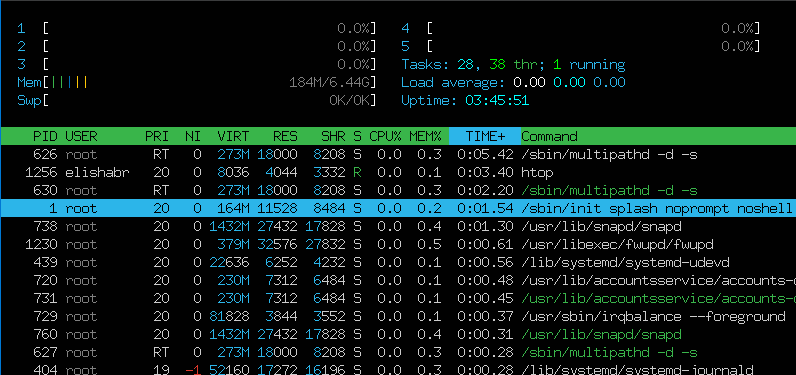 1 [ 0.0%] 4 [ 0.0%]
2 [ 0.0%] 5 [ 0.0%]
3 [ 0.0%] Tasks: 28, 38 thr; 1 running
Mem[||||| 184M/6.44G] Load average: 0.00 0.00 0.00
Swp[ 0K/0K] Uptime: 03:45:51
PID USER PRI NI VIRT RES SHR S CPU% MEM% TIME+ Command
626 root RT 0 273M 18000 8208 S 0.0 0.3 0:05.42 /sbin/multipathd -d -s
1256 elishabr 20 0 8036 4044 3332 R 0.0 0.1 0:03.40 htop
630 root RT 0 273M 18000 8208 S 0.0 0.3 0:02.20 /sbin/multipathd -d -s
1 root 20 0 164M 11528 8484 S 0.0 0.2 0:01.54 /sbin/init splash noprompt noshell
738 root 20 0 1432M 27432 17828 S 0.0 0.4 0:01.30 /usr/lib/snapd/snapd
1230 root 20 0 379M 32576 27832 S 0.0 0.5 0:00.61 /usr/libexec/fwupd/fwupd
439 root 20 0 22636 6252 4232 S 0.0 0.1 0:00.56 /lib/systemd/systemd-udevd
720 root 20 0 230M 7312 6484 S 0.0 0.1 0:00.48 /usr/lib/accountsservice/accounts-
731 root 20 0 230M 7312 6484 S 0.0 0.1 0:00.45 /usr/lib/accountsservice/accounts-
729 root 20 0 81828 3844 3552 S 0.0 0.1 0:00.37 /usr/sbin/irqbalance --foreground
760 root 20 0 1432M 27432 17828 S 0.0 0.4 0:00.31 /usr/lib/snapd/snapd
627 root RT 0 273M 18000 8208 S 0.0 0.3 0:00.28 /sbin/multipathd -d -s
404 root 19 -1 52160 17272 16196 S 0.0 0.3 0:00.28 /lib/systemd/systemd-journald